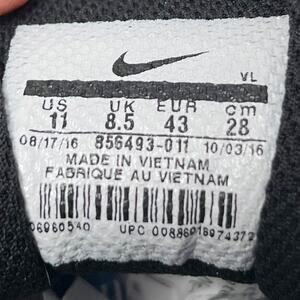 VL
US UK EUR cm
11 8.5 43 28
08/17/16 856493-011 10/03/16
MADE IN VIETNAM
FABRIQUE AU VIETNAM
06960540 UPC